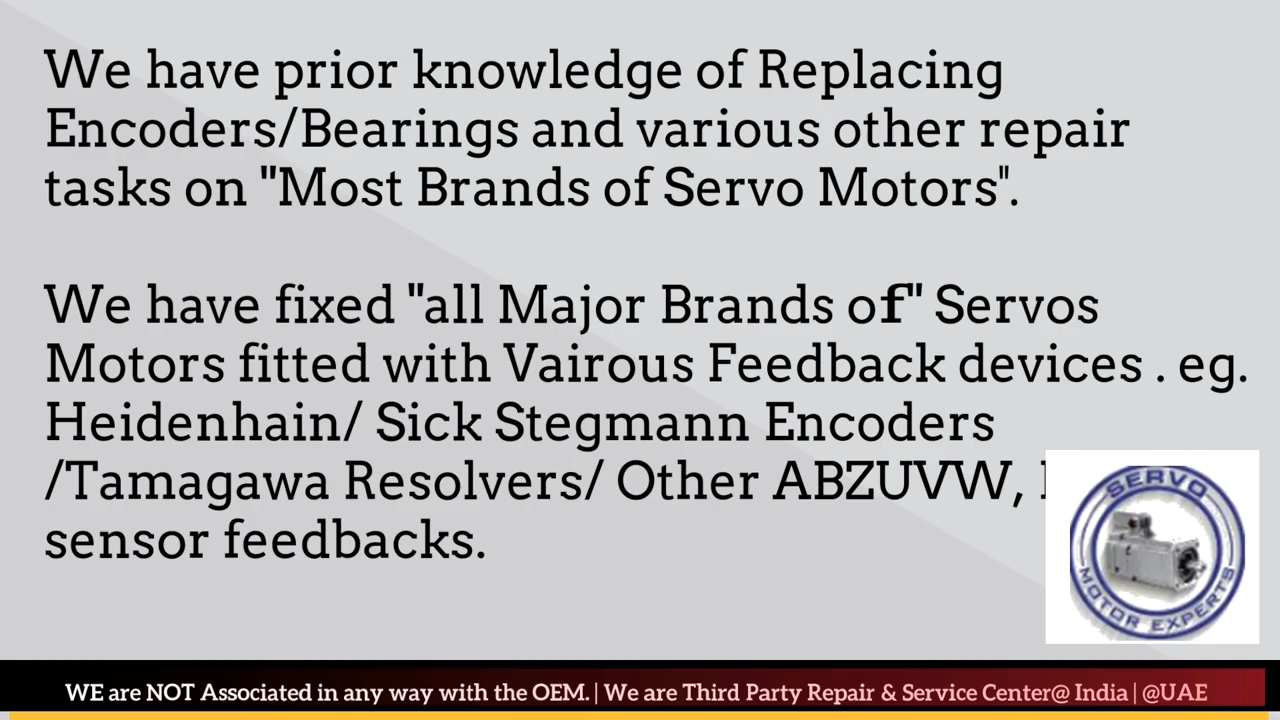 We have prior knowledge of Replacing
Encoders/Bearings and various other repair
tasks on "Most Brands of Servo Motors".
We have fixed "all Major Brands of" Servos
Motors fitted with Vairous Feedback devices . eg.
Heidenhain/ Sick Stegmann Encoders
/Tamagawa Resolvers/ Other ABZUVW,
sensor feedbacks.
SERVO
MOTOR EXPERTS
WE are NOT Associated in any way with the OEM. | We are Third Party Repair & Service Center@ India | @UAE